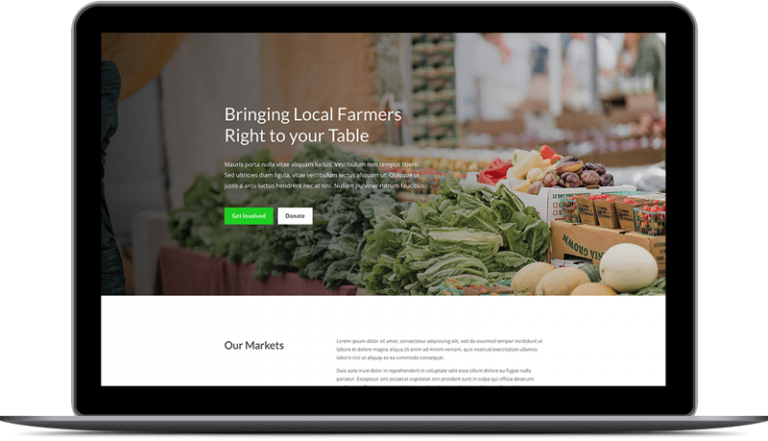 Bringing Local Farmers
Right to your Table
Mauris porta nulla vitae aliquam luctus. Vestibulum non tempus libero.
Sed ultricies diam ligula, vitae vestibulum lectus aliquam ut. Quisque ut
justo a arcu luctus hendrerit nec at nisi. Nullam pulvinar rutrum faucibus.
Get Involved
Donate
GROWN
Our Markets
Lorem ipsum dolor sit amet, consectetur adipiscing elit, sed do eiusmod tempor incididunt ut
labore et dolore magna aliqua.Ut enim ad minim veniam, quis nostrud exercitation ullamco
laboris nisi ut aliquip ex ea commodo consequat.
Duis aute irure dolor in reprehenderit in voluptate velit esse cillum dolore eu fugiat nulla
pariatur. Excepteur sint occaecat cupidatat non proident sunt in culpa qui officia deserunt